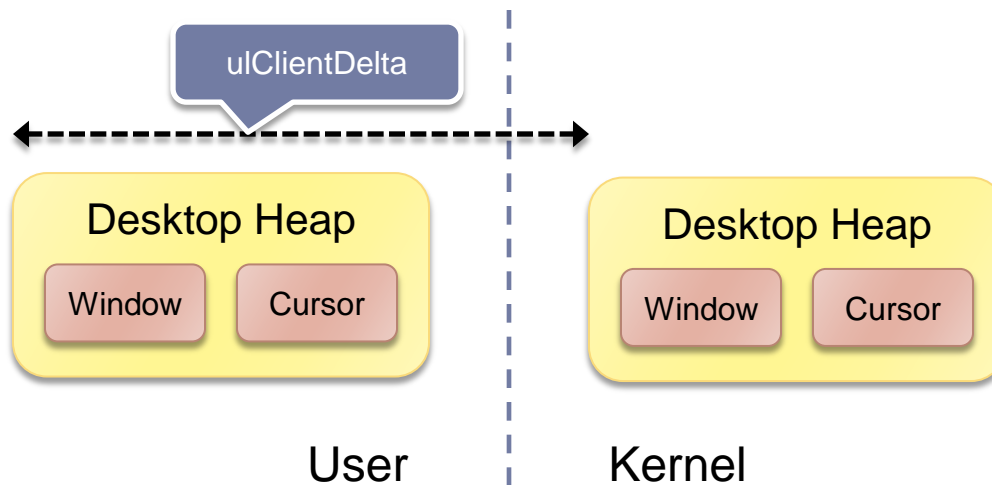 ulClientDelta
Desktop Heap
Window
Cursor
Desktop Heap
Window
Cursor
User
Kernel